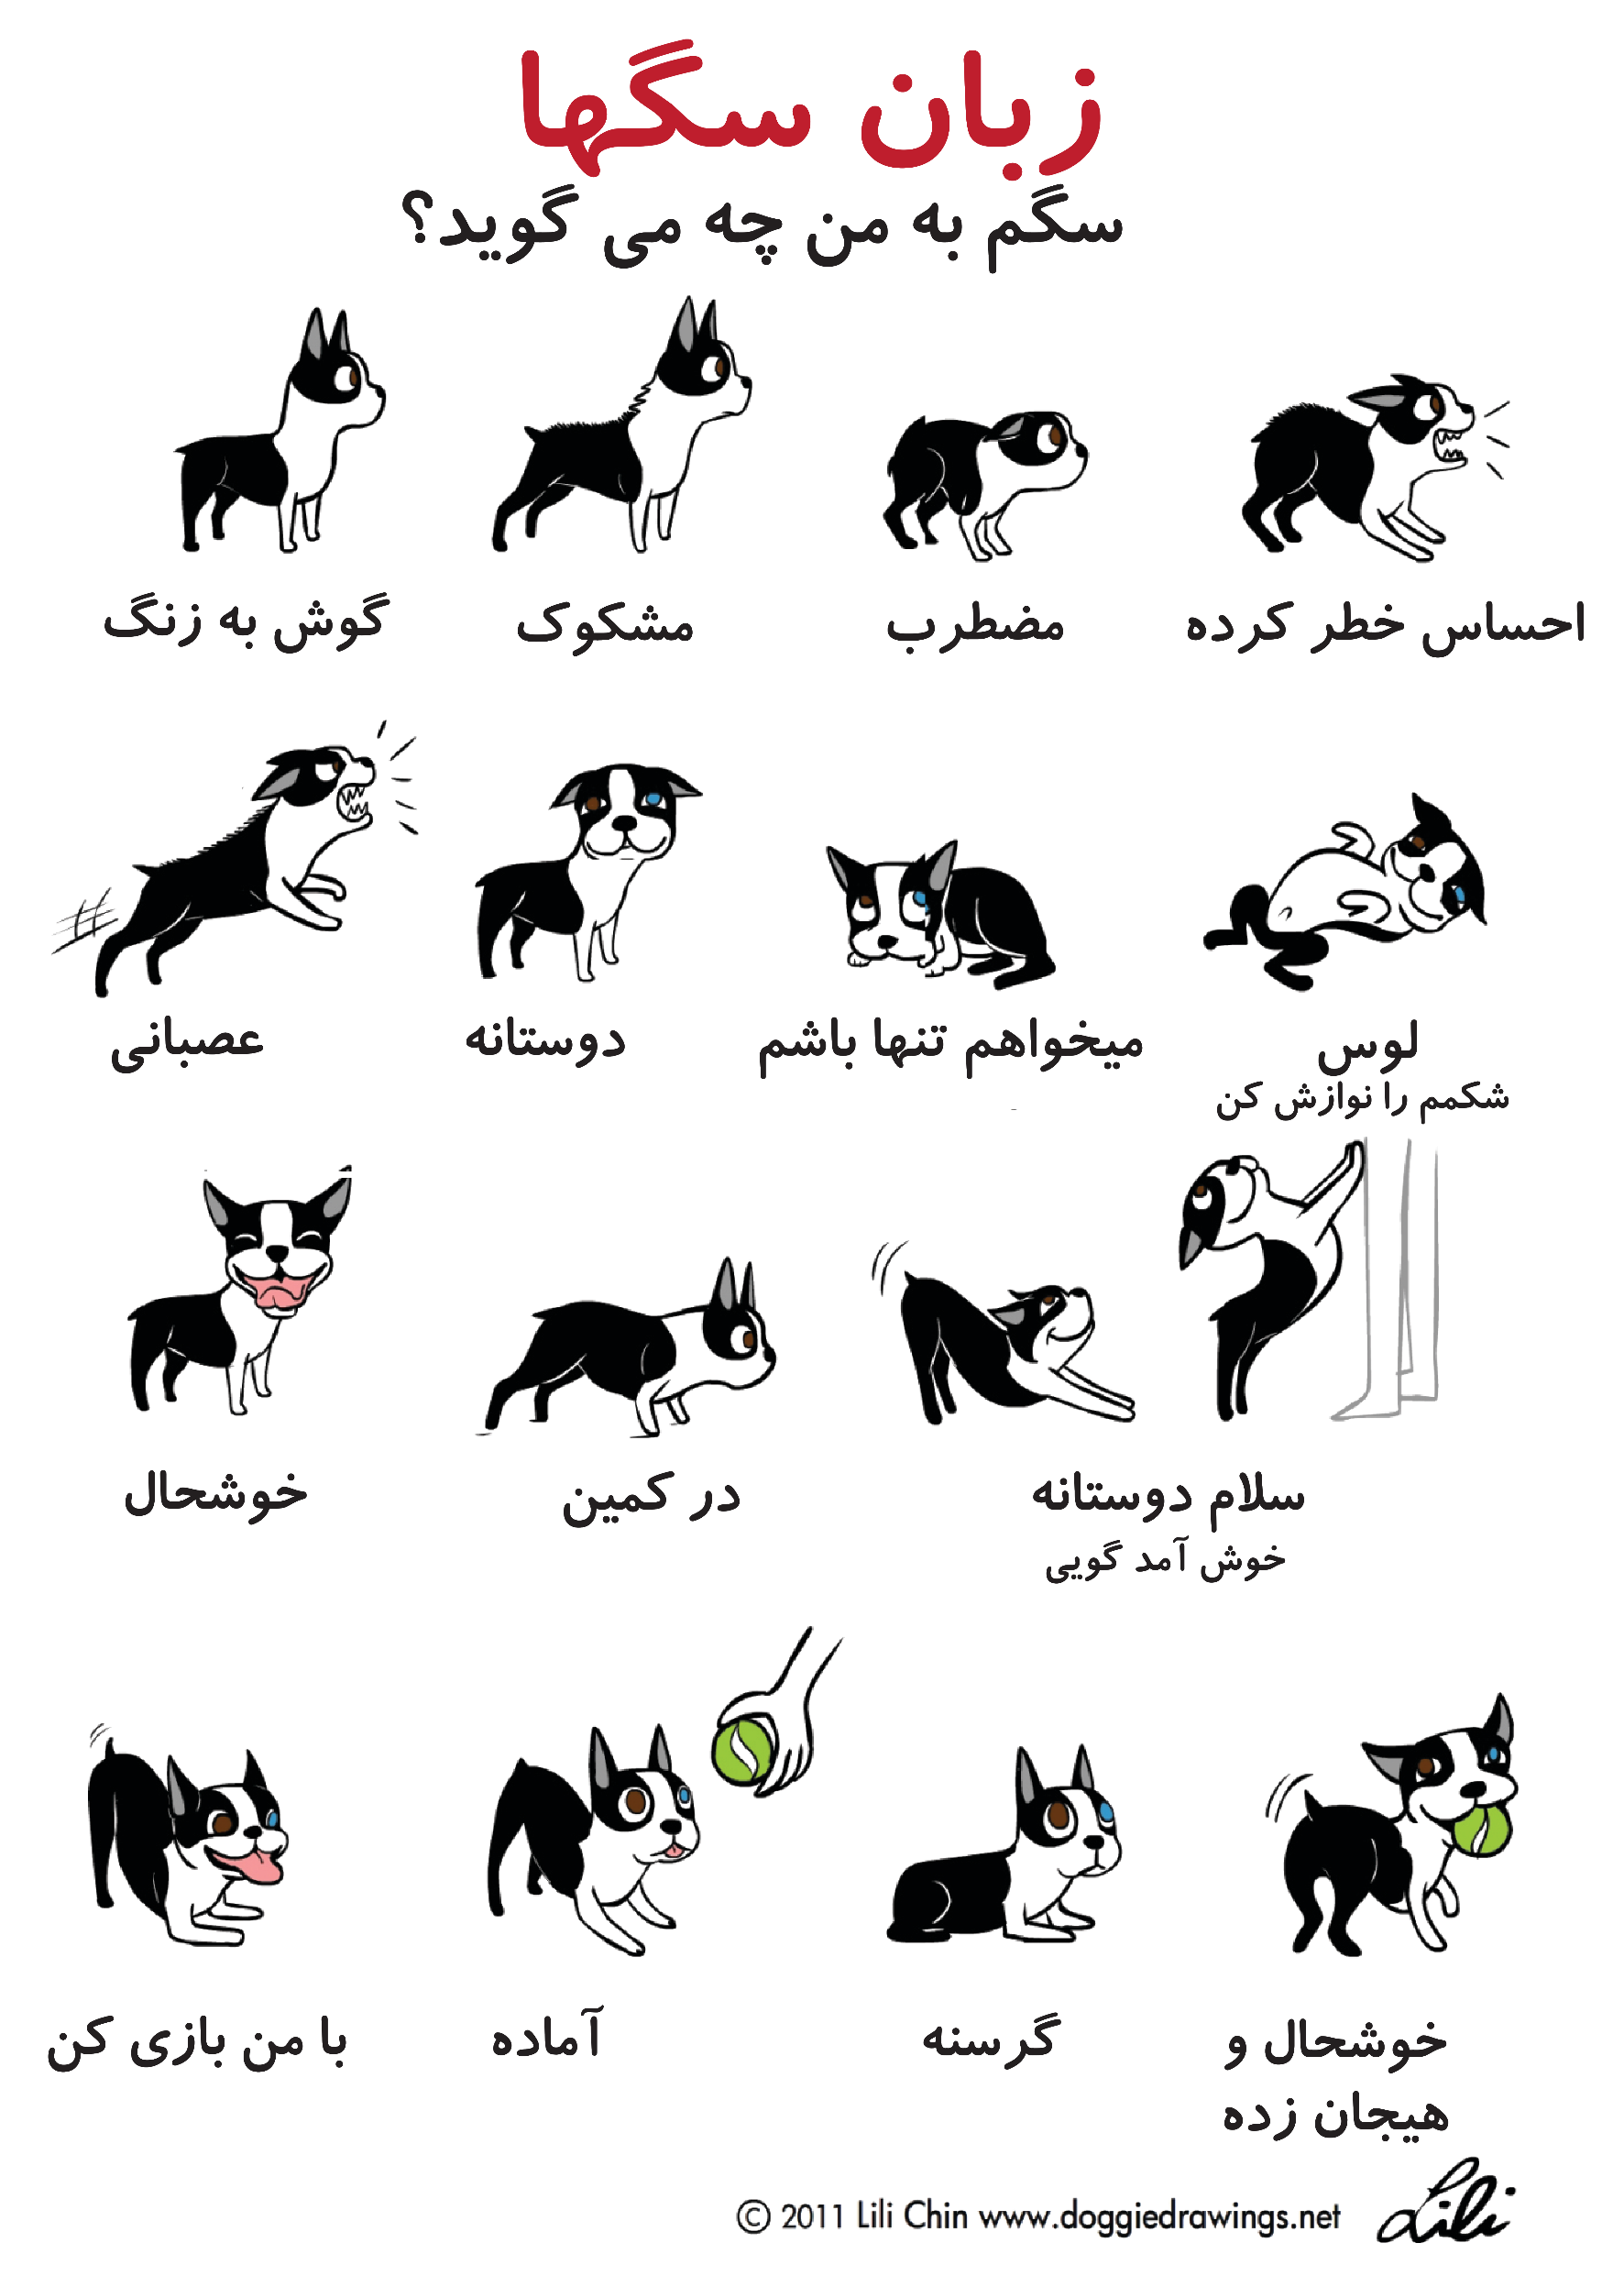 زبان سگها
سگم به من چه می گوید؟
احساس خطر کرده
مضطرب
مشکوک
گوش به زنگ
لوس
شکمم را نوازش کن
میخواهم تنها باشم
دوستانه
عصبانی
سلام دوستانه
خوش آمد گویی
در کمین
خوشحال
خوشحال و
هیجان زده
گرسنه
آماده
با من بازی کن
© 2011 Lili Chin www.doggiedrawings.net
Lili